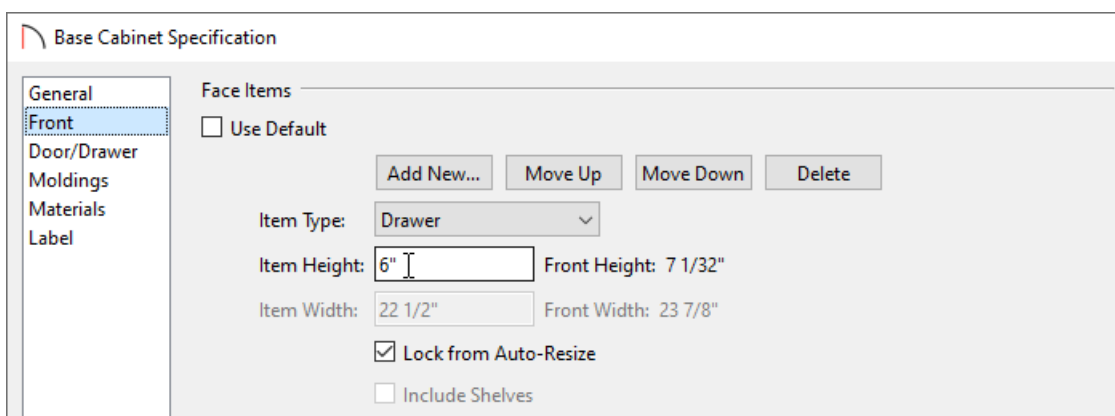 Base Cabinet Specification
General
Front
Door/Drawer
Moldings
Materials
Label
Face Items
Use Default
Add New... Move Up Move Down Delete
Item Type: Drawer
Item Height: 6" Front Height: 7 1/32"
Item Width: 22 1/2" Front Width: 23 7/8"
Lock from Auto-Resize
Include Shelves